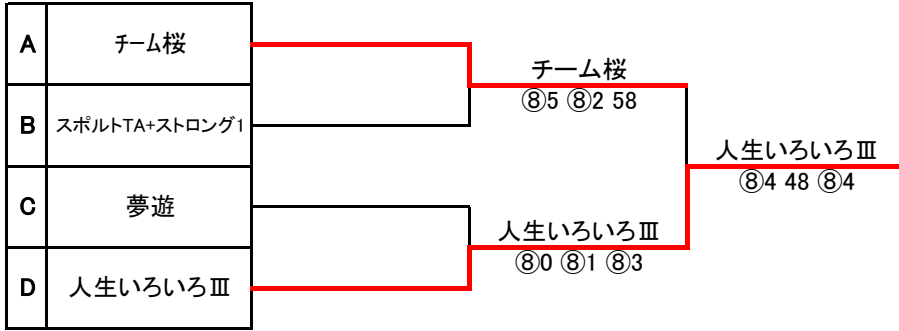 A チーム桜
チーム桜
⑧5 ⑧2 58
B スポルトTA+ストロング1
人生いろいろⅢ
⑧4 48 ⑧4
C 夢遊
人生いろいろⅢ
⑧0 ⑧1 ⑧3
D 人生いろいろⅢ